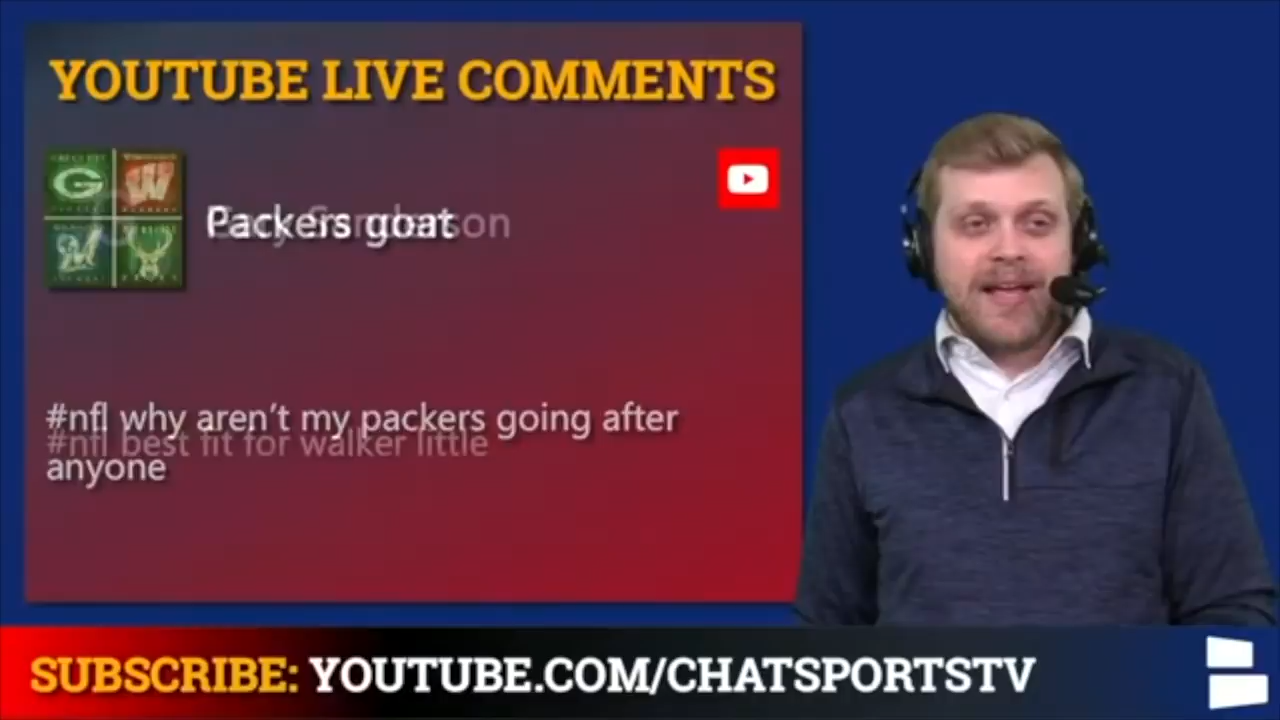 YOUTUBE LIVE COMMENTS
G W
Packers goat
#nfl why aren't my packers going after
#nfl best fit for walker little
anyone
SUBSCRIBE: YOUTUBE.COM/CHATSPORTSTV